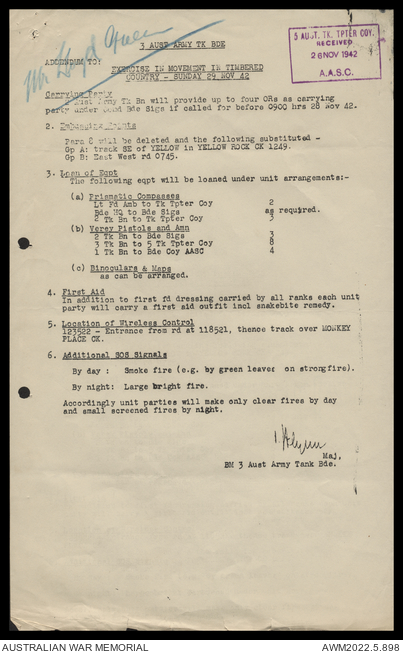 3 AUST ARMY TK BDE
5 AUST. TK. TPTER COY.
RECEIVED
26 NOV 1942
A.A.S.C.
ADDENDUM TO:
EXERCISE IN MOVEMENT IN TIMBERED
COUNTRY - SUNDAY 29 NOV 42
Carrying Party
Aust Army Tk Bn will provide up to four ORs as carrying
party under Bde Sigs if called for before 0900 hrs 28 Nov 42.
2. Points
Para 8 will be deleted and the following substituted -
Gp A: track SE of YELLOW in YELLOW ROCK CK 1249.
Gp B: East West rd 0745.
3. Loan of Eqpt
The following eqpt will be loaned under unit arrangements:-
(a) Prismatic Compasses
Lt Fd Amb to Tk Tpter Coy 2
Bde HQ to Bde Sigs as required.
2 Tk Bn to Tk Tpter Coy 3
(b) Verey Pistols and Amn
2 Tk Bn to Bde Sigs 3
3 Tk Bn to 5 Tk Tpter Coy 8
1 Tk Bn to Bde Coy AASC 4
(c) Binoculars & Maps
as can be arranged.
4. First Aid
In addition to first fd dressing carried by all ranks each unit
party will carry a first aid outfit incl snakebite remedy.
5. Location of Wireless Control
123522 - Entrance from rd at 118521, thence track over MONKEY
PLACE CK.
6. Additional SOS Signals
By day : Smoke fire (e.g. by green leaves on strongfire).
By night: Large bright fire.
Accordingly unit parties will make only clear fires by day
and small screened fires by night.
Maj,
BM 3 Aust Army Tank Bde.
AUSTRALIAN WAR MEMORIAL
AWM2022.5.898